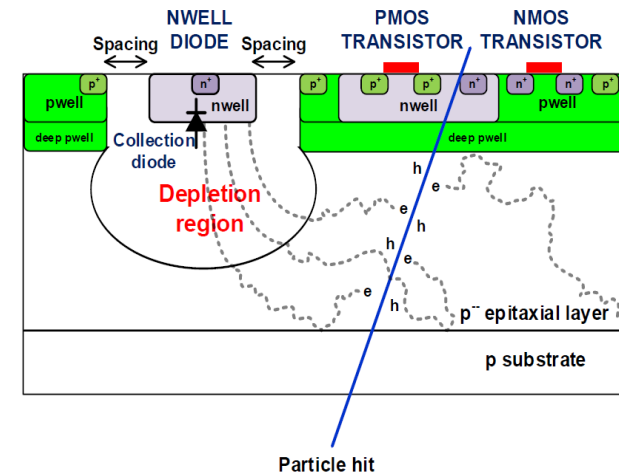 NWELL
DIODE
PMOS
TRANSISTOR
NMOS
TRANSISTOR
Spacing
Spacing
p+
n+
p+
p+
p+
n+
n+
n+
p+
pwell
nwell
nwell
pwell
deep pwell
deep pwell
Collection
diode
Depletion
region
h
e
e
h
h
e
e
h
p-- epitaxial layer
p substrate
Particle hit